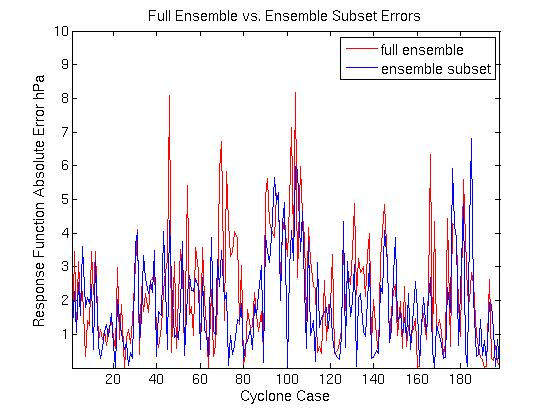 Full Ensemble vs. Ensemble Subset Errors
10
9
8
7
6
5
4
3
2
1
Response Function Absolute Error hPa
full ensemble
ensemble subset
20 40 60 80 100 120 140 160 180
Cyclone Case